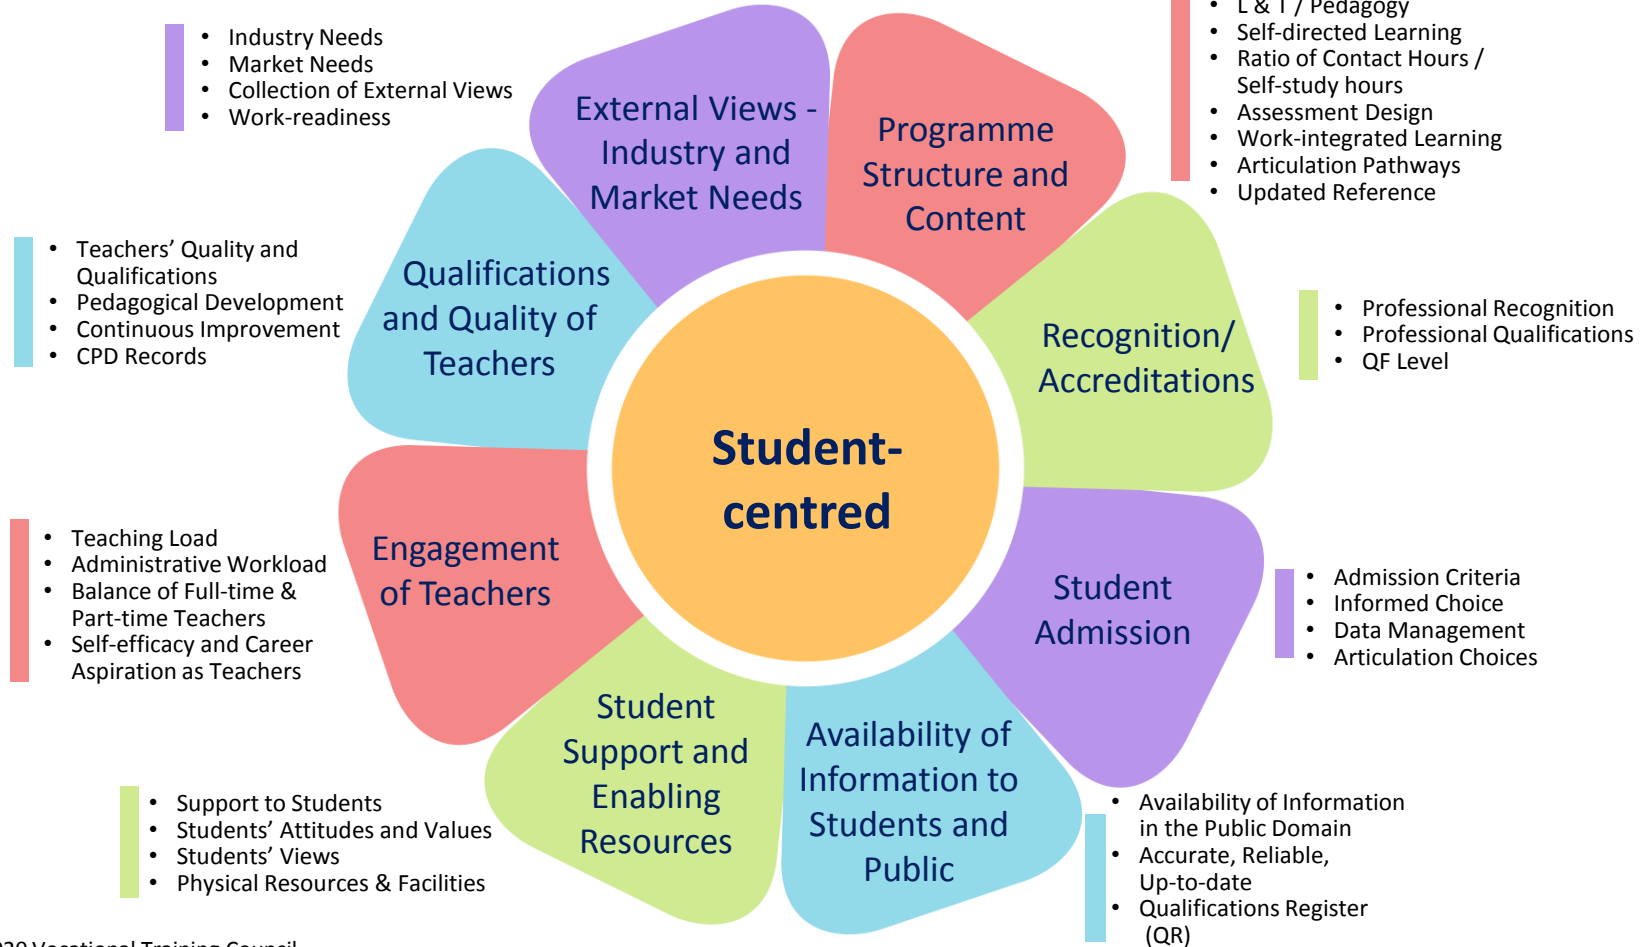 • Industry Needs
• Market Needs
• Collection of External Views
• Work-readiness
External Views -
Industry and
Market Needs
Programme
Structure and
Content
• L & T / Pedagogy
• Self-directed Learning
• Ratio of Contact Hours /
Self-study hours
• Assessment Design
• Work-integrated Learning
• Articulation Pathways
• Updated Reference
• Teachers’ Quality and
Qualifications
• Pedagogical Development
• Continuous Improvement
• CPD Records
Qualifications
and Quality of
Teachers
Recognition/
Accreditations
• Professional Recognition
• Professional Qualifications
• QF Level
Student-
centred
• Teaching Load
• Administrative Workload
• Balance of Full-time &
Part-time Teachers
• Self-efficacy and Career
Aspiration as Teachers
Engagement
of Teachers
Student
Admission
• Admission Criteria
• Informed Choice
• Data Management
• Articulation Choices
• Support to Students
• Students’ Attitudes and Values
• Students’ Views
• Physical Resources & Facilities
Student
Support and
Enabling
Resources
Availability of
Information to
Students and
Public
• Availability of Information
in the Public Domain
• Accurate, Reliable,
Up-to-date
• Qualifications Register
(QR)
Vocational Training Council